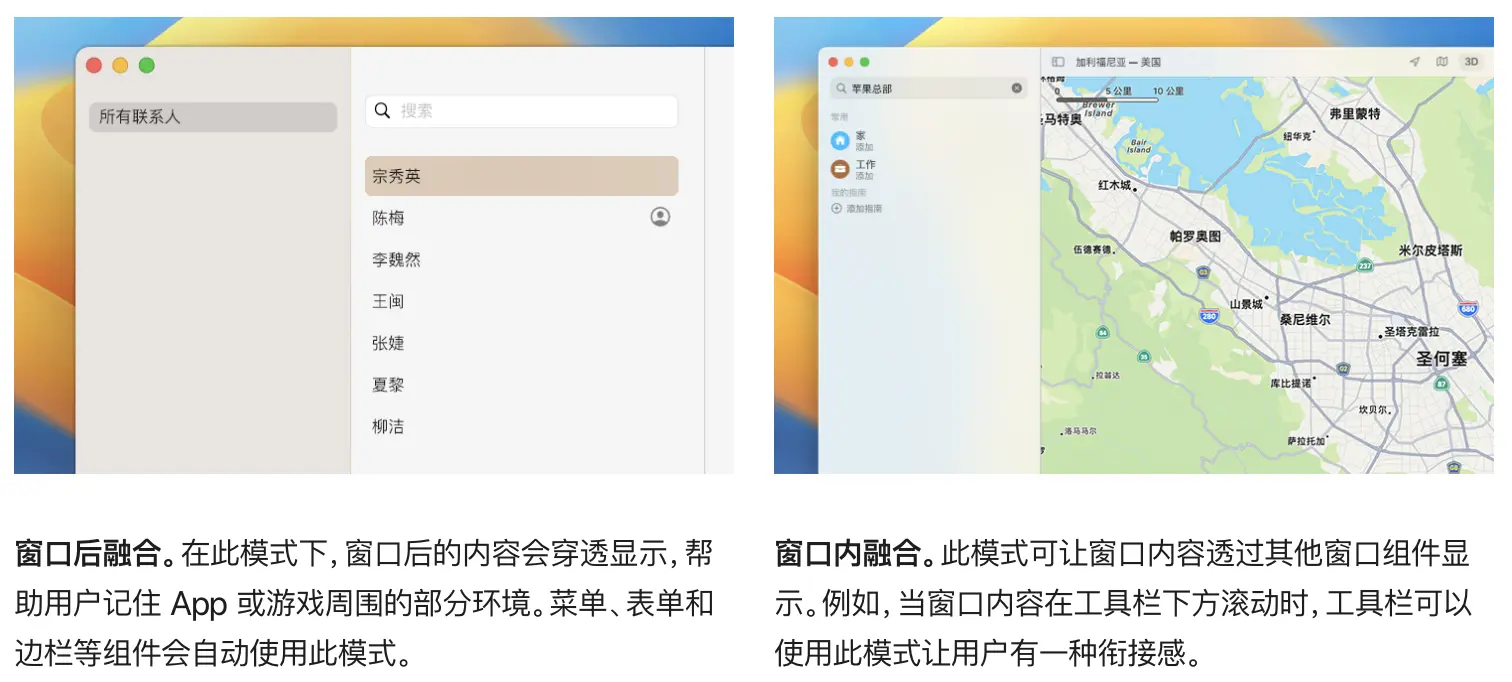 所有联系人
搜索
宗秀英
陈梅
李魏然
王闽
张婕
夏黎
柳洁
加利福尼亚 — 美国
3D
苹果总部
常用
家
添加
工作
添加
我的指南
添加指南
0 5 公里 10 公里
Brewer
Island
圣马特奥
弗里蒙特
纽华克
Bair
Island
红木城
帕罗奥图
伍德赛德
米尔皮塔斯
237
G3
山景城
280
680
桑尼维尔
圣塔克雷拉
84
35
圣何塞
G2
87
库比提诺
坎贝尔
萨拉托加
G8
窗口后融合。在此模式下，窗口后的内容会穿透显示，帮
助用户记住 App 或游戏周围的部分环境。菜单、表单和
边栏等组件会自动使用此模式。
窗口内融合。此模式可让窗口内容透过其他窗口组件显
示。例如，当窗口内容在工具栏下方滚动时，工具栏可以
使用此模式让用户有一种衔接感。